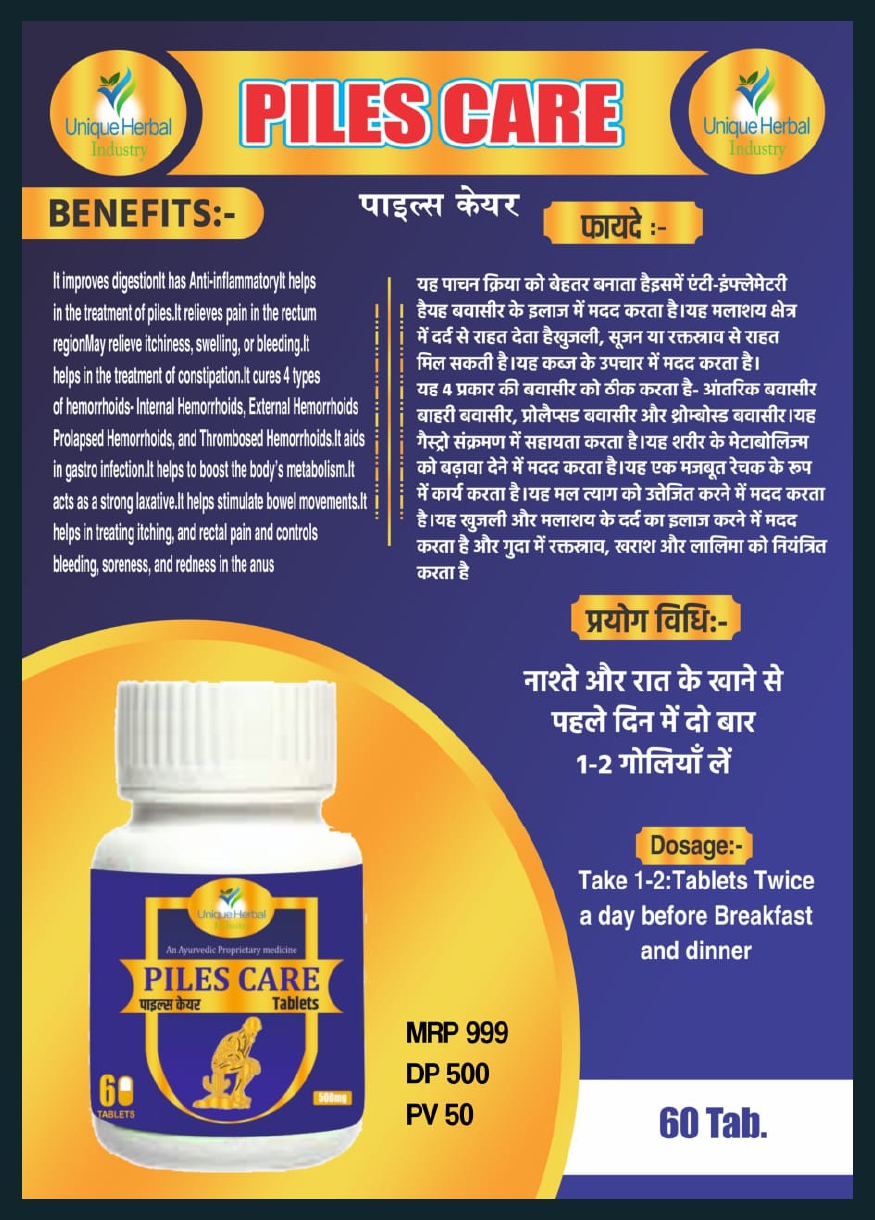 Unique Herbal
Industry
PILES CARE
Unique Herbal
Industry
BENEFITS:-
पाइल्स केयर
फायदे :-
It improves digestionIt has Anti-inflammatoryIt helps
in the treatment of piles.It relieves pain in the rectum
regionMay relieve itchiness, swelling, or bleeding.It
helps in the treatment of constipation.It cures 4 types
of hemorrhoids- Internal Hemorrhoids, External Hemorrhoids
Prolapsed Hemorrhoids, and Thrombosed Hemorrhoids.It aids
in gastro infection.It helps to boost the body's metabolism.It
acts as a strong laxative.It helps stimulate bowel movements.It
helps in treating itching, and rectal pain and controls
bleeding, soreness, and redness in the anus
यह पाचन क्रिया को बेहतर बनाता हैइसमें एंटी-इंफ्लेमेटरी
हैयह बवासीर के इलाज में मदद करता है।यह मलाशय क्षेत्र
में दर्द से राहत देता हैखुजली, सूजन या रक्तस्राव से राहत
मिल सकती है।यह कब्ज के उपचार में मदद करता है।
यह 4 प्रकार की बवासीर को ठीक करता है- आंतरिक बवासीर
बाहरी बवासीर, प्रोलैप्सड बवासीर और थ्रोम्बोस्ड बवासीर।यह
गैस्ट्रो संक्रमण में सहायता करता है।यह शरीर के मेटाबोलिज्म
को बढ़ावा देने में मदद करता है।यह एक मजबूत रेचक के रूप
में कार्य करता है।यह मल त्याग को उत्तेजित करने में मदद करता
है।यह खुजली और मलाशय के दर्द का इलाज करने में मदद
करता है और गुदा में रक्तस्राव, खराश और लालिमा को नियंत्रित
करता है
प्रयोग विधि:-
नाश्ते और रात के खाने से
पहले दिन में दो बार
1-2 गोलियाँ लें
Dosage:-
Take 1-2:Tablets Twice
a day before Breakfast
and dinner
Unique Herbal
Industry
An Ayurvedic Proprietary medicine
PILES CARE
पाइल्स केयर Tablets
60
TABLETS
500mg
MRP 999
DP 500
PV 50
60 Tab.